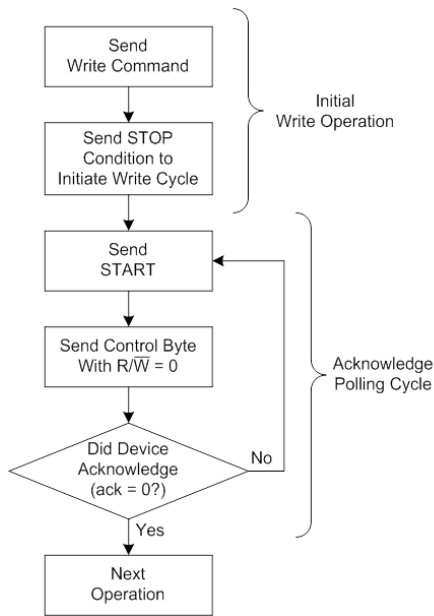 Send
Write Command
Initial
Write Operation
Send STOP
Condition to
Initiate Write Cycle
Send
START
Send Control Byte
With R/W̅ = 0
Acknowledge
Polling Cycle
Did Device
Acknowledge
(ack = 0?)
No
Yes
Next
Operation